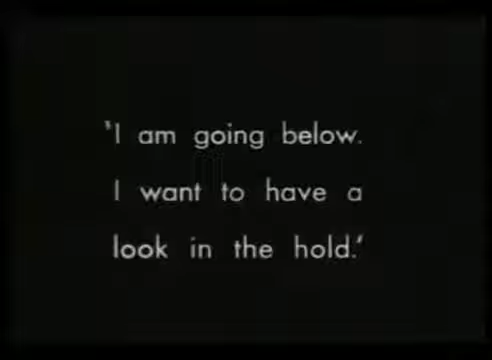 'I am going below.
I want to have a
look in the hold.'